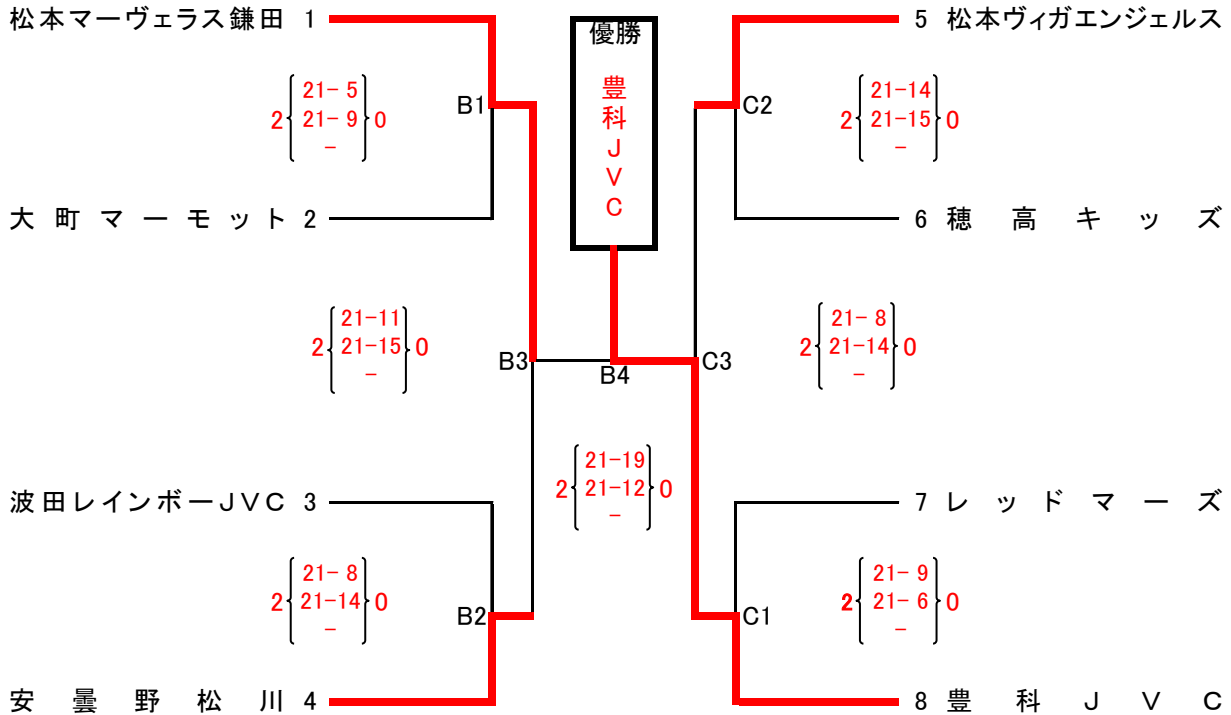 松本マーヴェラス鎌田 1
5 松本ヴィガエンジェルス
優勝
豊科JVC
21- 5
2 21- 9 0
-
B1
C2
21-14
2 21-15 0
-
大町マーモット 2
6 穂高キッズ
21-11
2 21-15 0
-
B3
B4
C3
21- 8
2 21-14 0
-
21-19
2 21-12 0
-
波田レインボーJVC 3
7 レッドマーズ
21- 8
2 21-14 0
-
B2
C1
21- 9
2 21- 6 0
-
安曇野松川 4
8 豊科JVC